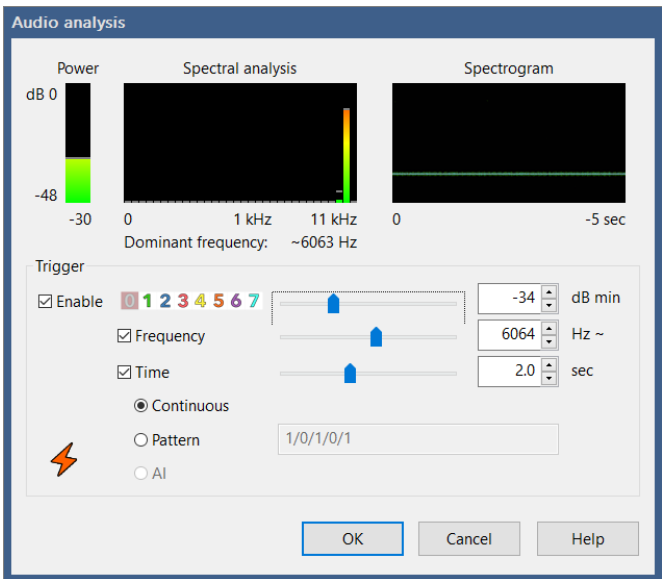 Audio analysis
Power Spectral analysis Spectrogram
dB 0
-48
-30 0 1 kHz 11 kHz 0 -5 sec
Dominant frequency: ~6063 Hz
Trigger
Enable 0 1 2 3 4 5 6 7 -34 dB min
Frequency 6064 Hz ~
Time 2.0 sec
Continuous
Pattern 1/0/1/0/1
AI
OK Cancel Help